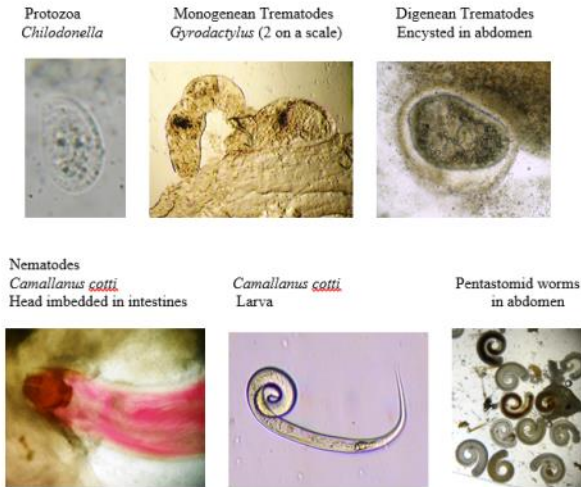 Protozoa
Chilodonella
Monogenean Trematodes
Gyrodactylus (2 on a scale)
Digenean Trematodes
Encysted in abdomen
Nematodes
Camallanus cotti
Head imbedded in intestines
Camallanus cotti
Larva
Pentastomid worms
in abdomen